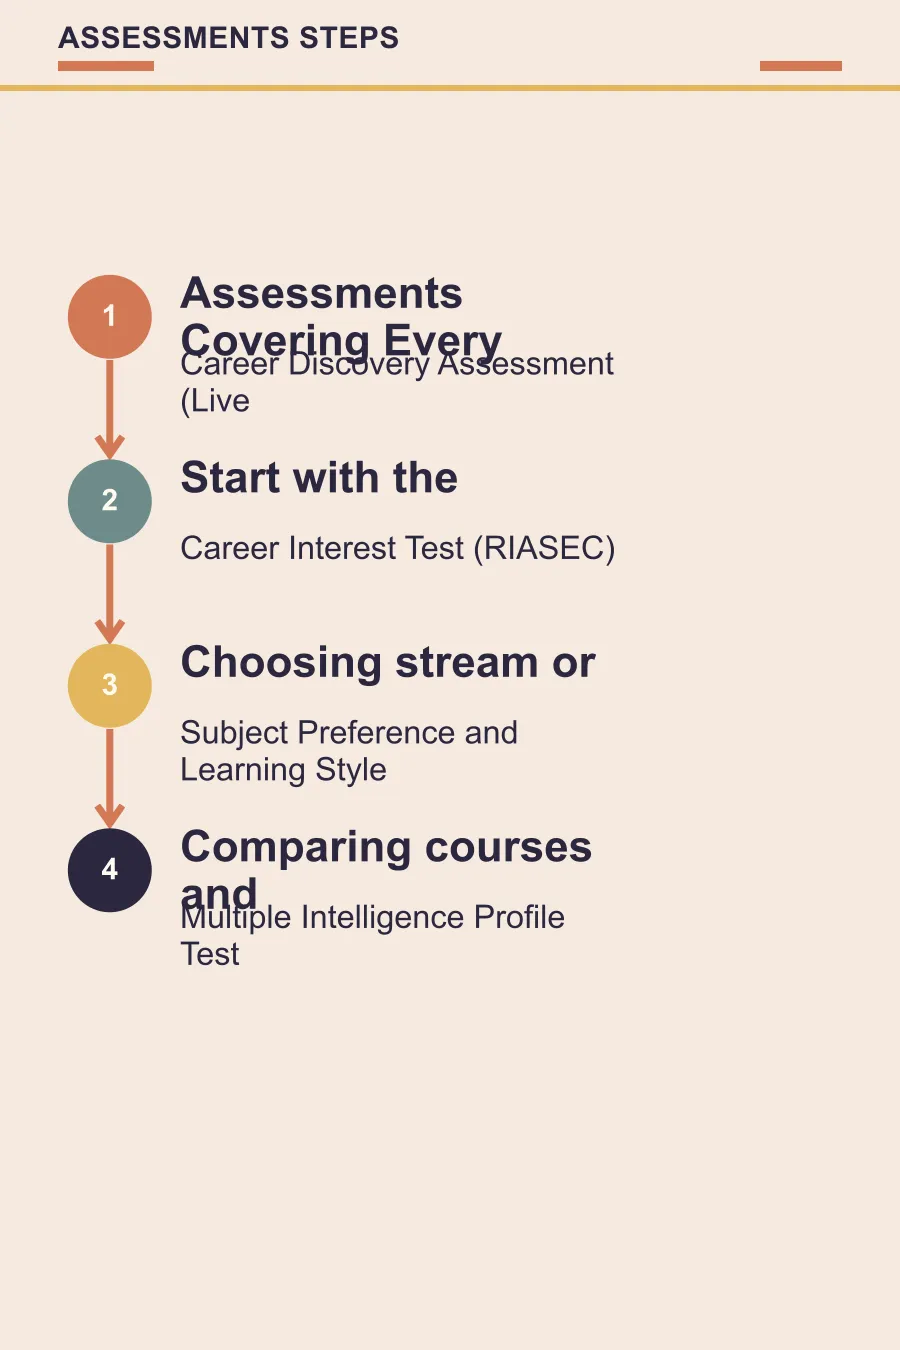 ASSESSMENTS STEPS
1
Assessments
Covering Every
Career Discovery Assessment
(Live
2
Start with the
Career Interest Test (RIASEC)
3
Choosing stream or
Subject Preference and
Learning Style
4
Comparing courses
and
Multiple Intelligence Profile
Test